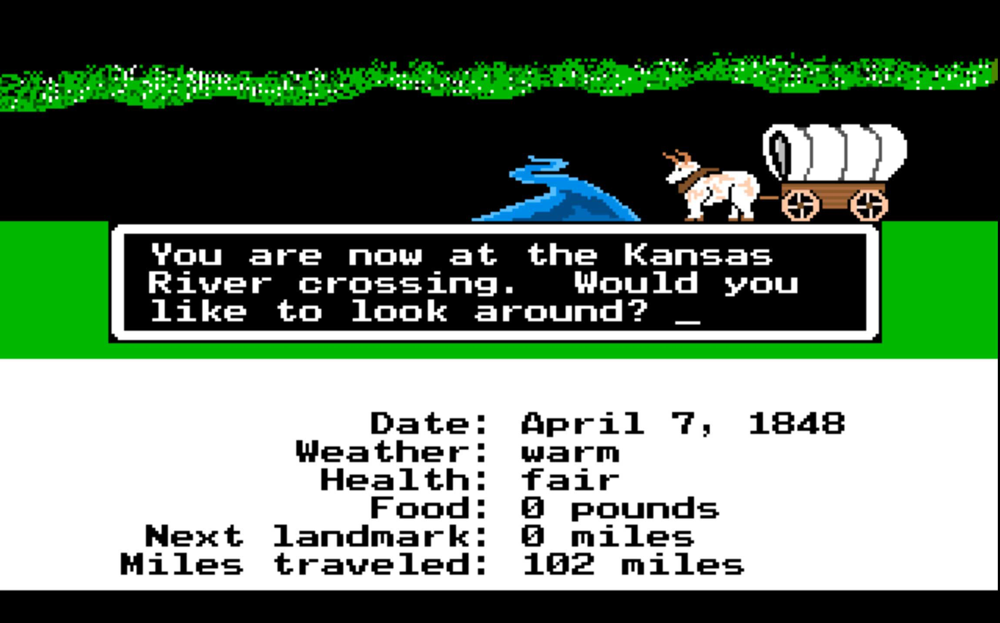 You are now at the Kansas
River crossing.  Would you
like to look around? _
Date: April 7, 1848
Weather: warm
Health: fair
Food: 0 pounds
Next landmark: 0 miles
Miles traveled: 102 miles